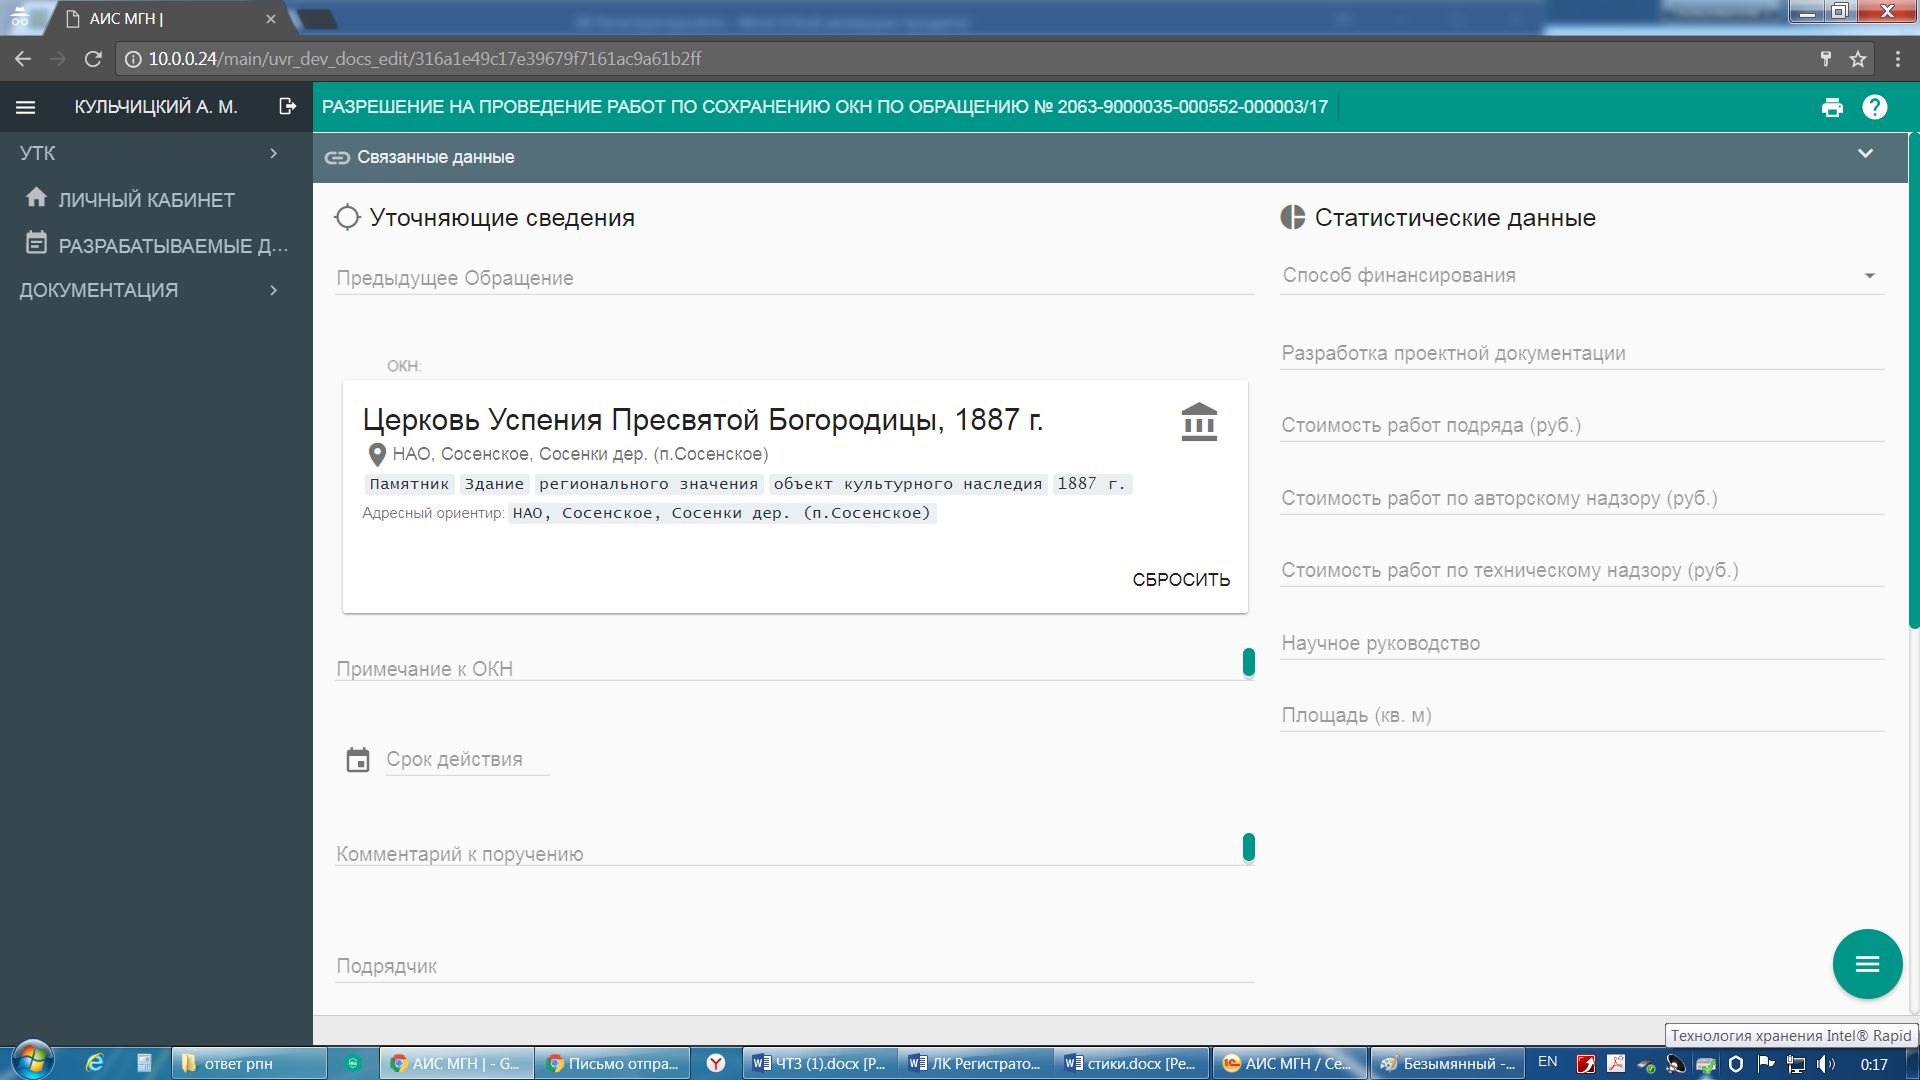 АИС МГН |
10.0.0.24/main/uvr_dev_docs_edit/316a1e49c17e39679f7161ac9a61b2ff
КУЛЬЧИЦКИЙ А. М.
РАЗРЕШЕНИЕ НА ПРОВЕДЕНИЕ РАБОТ ПО СОХРАНЕНИЮ ОКН ПО ОБРАЩЕНИЮ № 2063-9000035-000552-000003/17
УТК
ЛИЧНЫЙ КАБИНЕТ
РАЗРАБАТЫВАЕМЫЕ Д...
ДОКУМЕНТАЦИЯ
Связанные данные
Уточняющие сведения
Предыдущее Обращение
ОКН:
Церковь Успения Пресвятой Богородицы, 1887 г.
НАО, Сосенское, Сосенки дер. (п.Сосенское)
Памятник Здание регионального значения объект культурного наследия 1887 г.
Адресный ориентир: НАО, Сосенское, Сосенки дер. (п.Сосенское)
СБРОСИТЬ
Примечание к ОКН
Срок действия
Комментарий к поручению
Подрядчик
Статистические данные
Способ финансирования
Разработка проектной документации
Стоимость работ подряда (руб.)
Стоимость работ по авторскому надзору (руб.)
Стоимость работ по техническому надзору (руб.)
Научное руководство
Площадь (кв. м)
Технология хранения Intel® Rapid
ответ рпн
АИС МГН | - G...
Письмо отпра...
ЧТЗ (1).docx [Р...
ЛК Регистрато...
стики.docx [Ре...
АИС МГН / Се...
Безымянный -...
EN
0:17